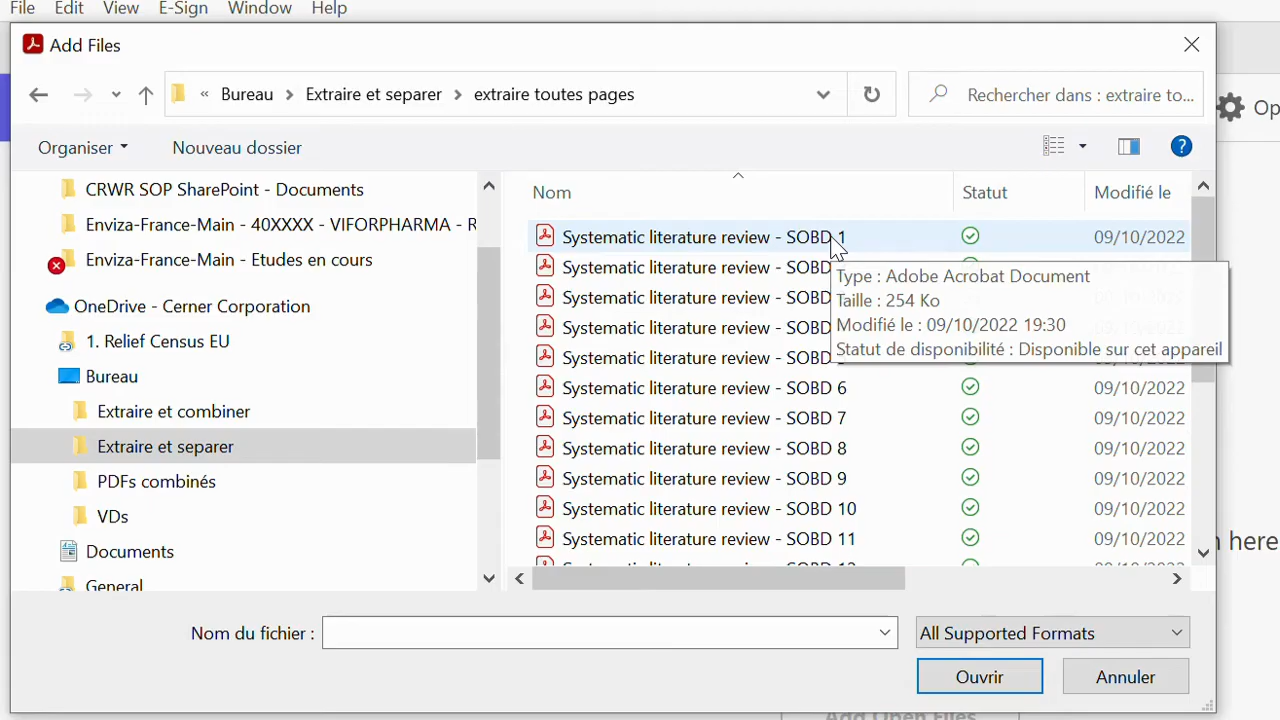 File Edit View E-Sign Window Help
Add Files
« Bureau > Extraire et separer > extraire toutes pages
Rechercher dans : extraire to...
Op
Organiser
Nouveau dossier
CRWR SOP SharePoint - Documents
Enviza-France-Main - 40XXXX - VIFORPHARMA - R
Enviza-France-Main - Etudes en cours
OneDrive - Cerner Corporation
1. Relief Census EU
Bureau
Extraire et combiner
Extraire et separer
PDFs combinés
VDs
Documents
General
Nom Statut Modifié le
Systematic literature review - SOBD 1 09/10/2022
Systematic literature review - SOBD
Systematic literature review - SOBD
Systematic literature review - SOBD
Systematic literature review - SOBD
Systematic literature review - SOBD 6 09/10/2022
Systematic literature review - SOBD 7 09/10/2022
Systematic literature review - SOBD 8 09/10/2022
Systematic literature review - SOBD 9 09/10/2022
Systematic literature review - SOBD 10 09/10/2022
Systematic literature review - SOBD 11 09/10/2022
Type : Adobe Acrobat Document
Taille : 254 Ko
Modifié le : 09/10/2022 19:30
Statut de disponibilité : Disponible sur cet appareil
here
Nom du fichier :
All Supported Formats
Ouvrir
Annuler
Add Open Files